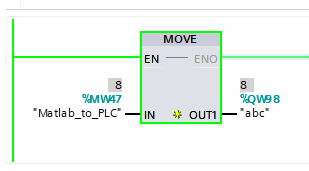 MOVE
EN ENO
8 8
%MW47 %QW98
"Matlab_to_PLC" IN OUT1 "abc"